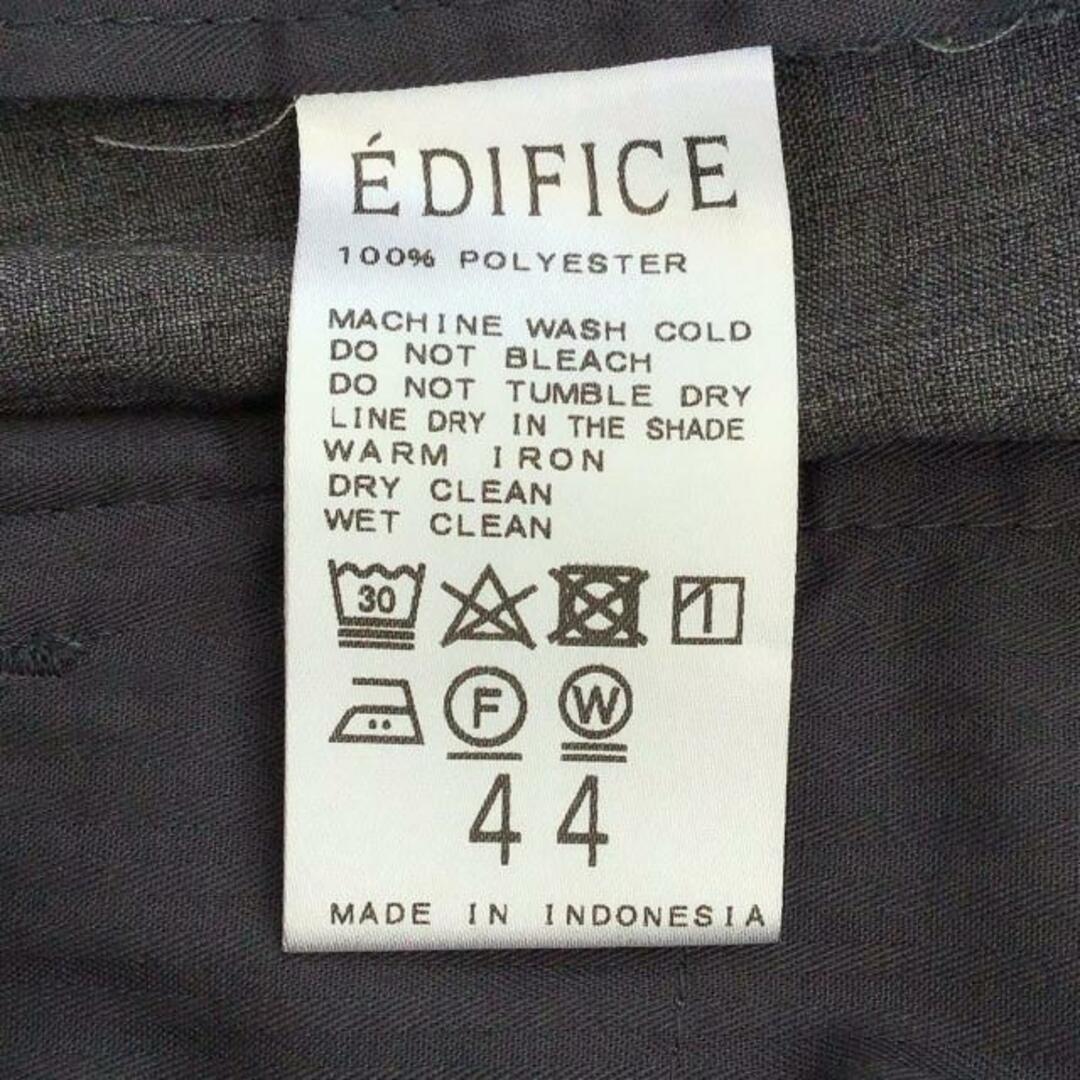 ÉDIFICE
100% POLYESTER
MACHINE WASH COLD
DO NOT BLEACH
DO NOT TUMBLE DRY
LINE DRY IN THE SHADE
WARM IRON
DRY CLEAN
WET CLEAN
30
F W
44
MADE IN INDONESIA